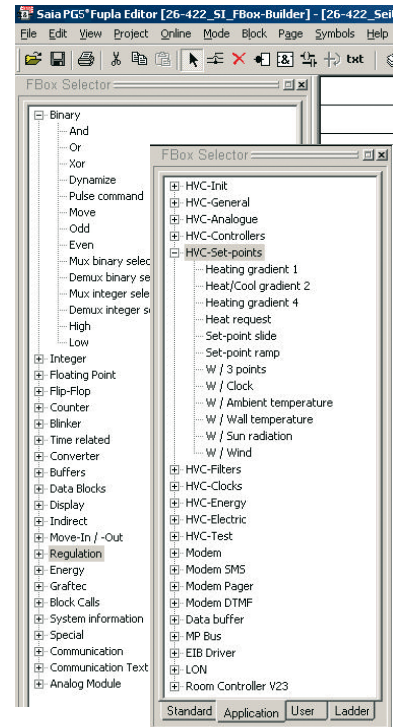 Saia PG5*Fupla Editor [26-422_SI_FBox-Builder] - [26-422_Sei
File Edit View Project Online Mode Block Page Symbols Help
txt
FBox Selector
Binary
And
Or
Xor
Dynamize
Pulse command
Move
Odd
Even
Mux binary selec
Demux binary se
Mux integer sele
Demux integer s
High
Low
Integer
Floating Point
Flip-Flop
Counter
Blinker
Time related
Converter
Buffers
Data Blocks
Display
Indirect
Move-In / -Out
Regulation
Energy
Graftec
Block Calls
System information
Special
Communication
Communication Text
Analog Module
FBox Selector
HVC-Init
HVC-General
HVC-Analogue
HVC-Controllers
HVC-Set-points
Heating gradient 1
Heat/Cool gradient 2
Heating gradient 4
Heat request
Set-point slide
Set-point ramp
W / 3 points
W / Clock
W / Ambient temperature
W / Wall temperature
W / Sun radiation
W / Wind
HVC-Filters
HVC-Clocks
HVC-Energy
HVC-Electric
HVC-Test
Modem
Modem SMS
Modem Pager
Modem DTMF
Data buffer
MP Bus
EIB Driver
LON
Room Controller V23
Standard Application User Ladder